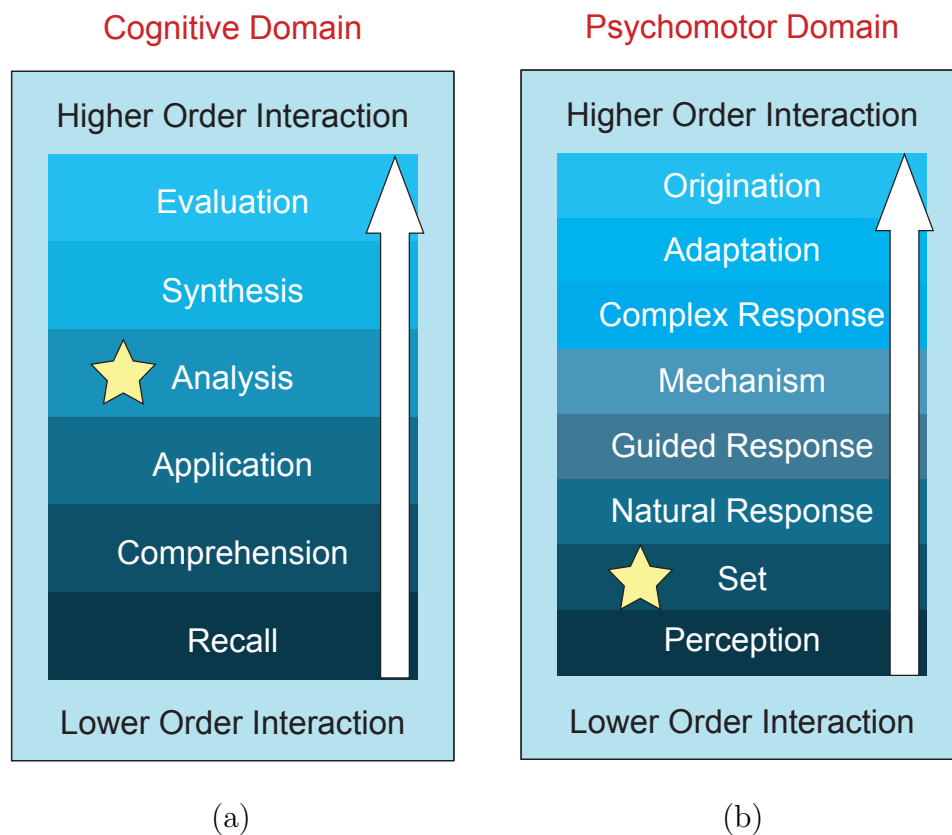 Cognitive Domain
Higher Order Interaction
Evaluation
Synthesis
Analysis
Application
Comprehension
Recall
Lower Order Interaction
(a)
Psychomotor Domain
Higher Order Interaction
Origination
Adaptation
Complex Response
Mechanism
Guided Response
Natural Response
Set
Perception
Lower Order Interaction
(b)